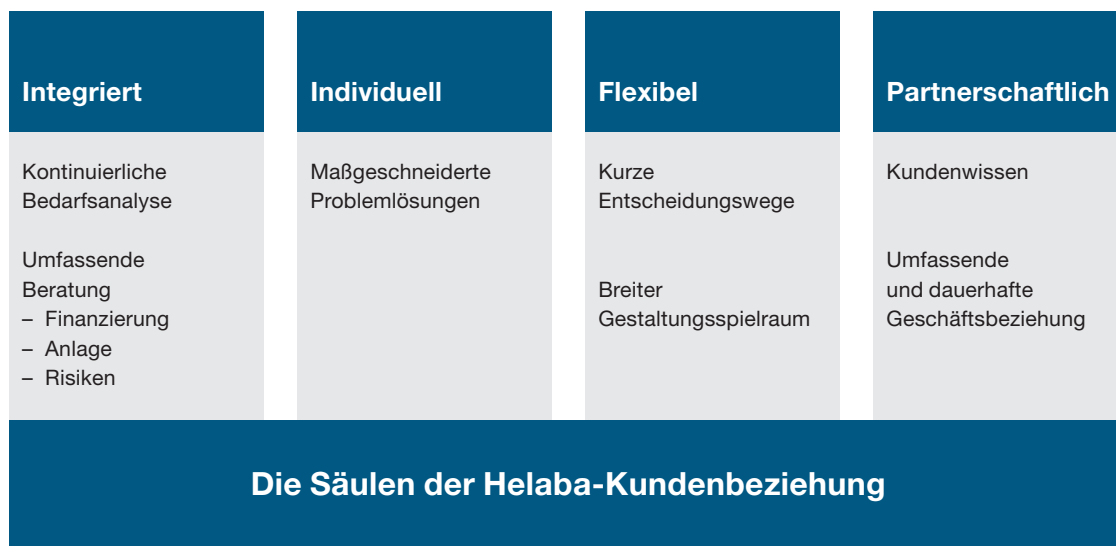 Integriert
Kontinuierliche
Bedarfsanalyse
Umfassende
Beratung
– Finanzierung
– Anlage
– Risiken
Individuell
Maßgeschneiderte
Problemlösungen
Flexibel
Kurze
Entscheidungswege
Breiter
Gestaltungsspielraum
Partnerschaftlich
Kundenwissen
Umfassende
und dauerhafte
Geschäftsbeziehung
Die Säulen der Helaba-Kundenbeziehung